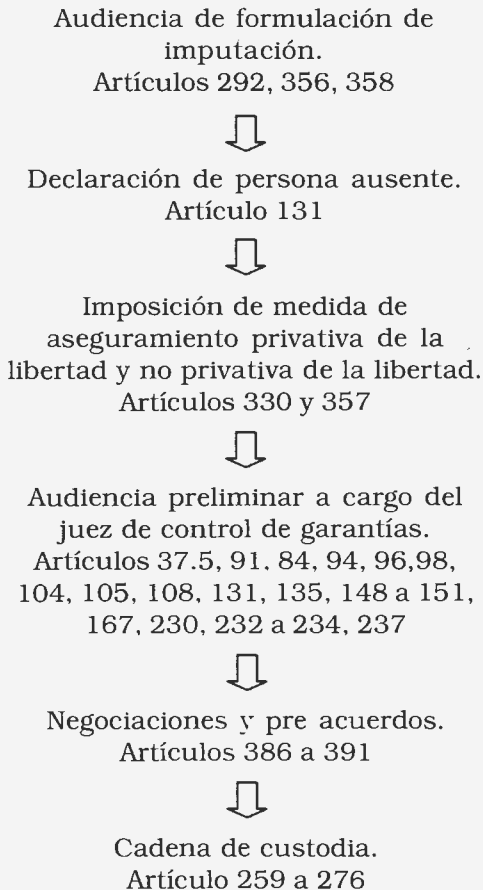 Audiencia de formulación de
imputación.
Artículos 292, 356, 358
Declaración de persona ausente.
Artículo 131
Imposición de medida de
aseguramiento privativa de la
libertad y no privativa de la libertad.
Artículos 330 y 357
Audiencia preliminar a cargo del
juez de control de garantías.
Artículos 37.5, 91, 84, 94, 96,98,
104, 105, 108, 131, 135, 148 a 151,
167, 230, 232 a 234, 237
Negociaciones y pre acuerdos.
Artículos 386 a 391
Cadena de custodia.
Artículo 259 a 276